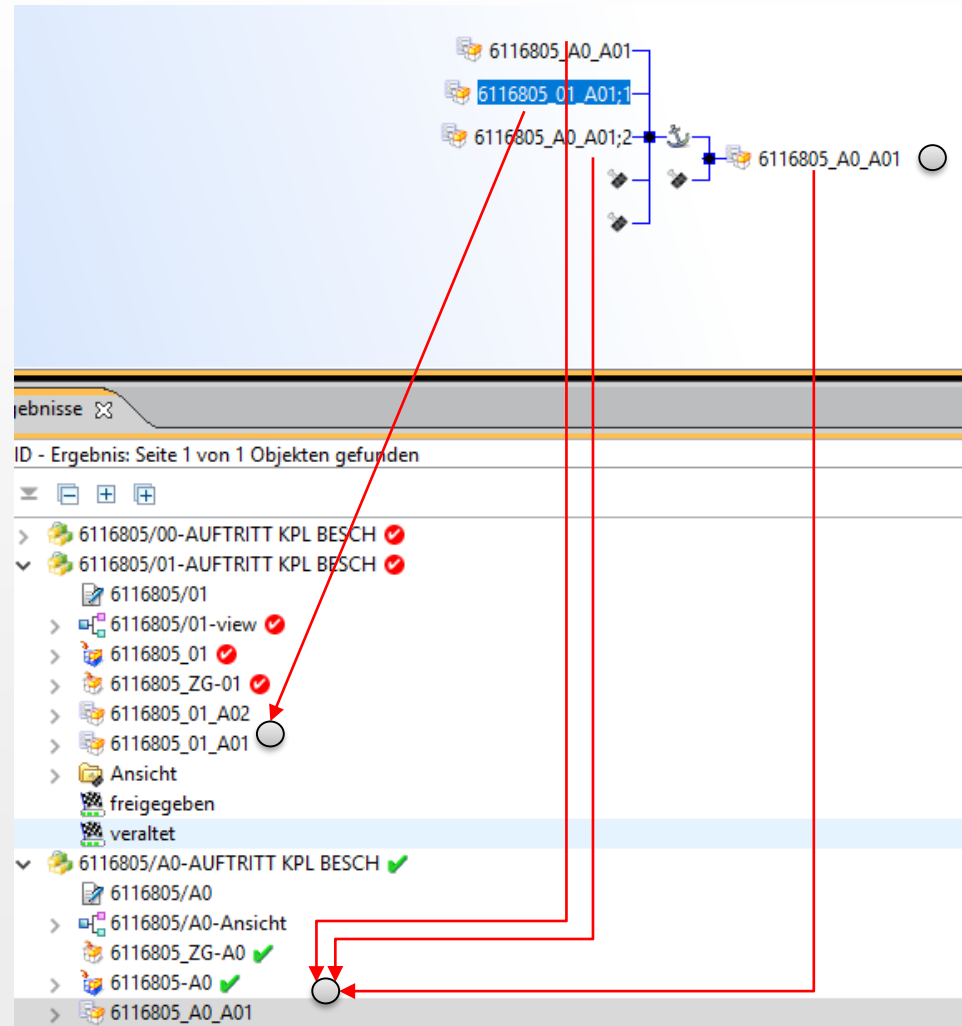 6116805_A0_A01
6116805_01_A01;1
6116805_A0_A01;2
6116805_A0_A01
gebnisse
ID - Ergebnis: Seite 1 von 1 Objekten gefunden
6116805/00-AUFTRITT KPL BESCH
6116805/01-AUFTRITT KPL BESCH
6116805/01
6116805/01-view
6116805_01
6116805_ZG-01
6116805_01_A02
6116805_01_A01
Ansicht
freigegeben
veraltet
6116805/A0-AUFTRITT KPL BESCH
6116805/A0
6116805/A0-Ansicht
6116805_ZG-A0
6116805-A0
6116805_A0_A01